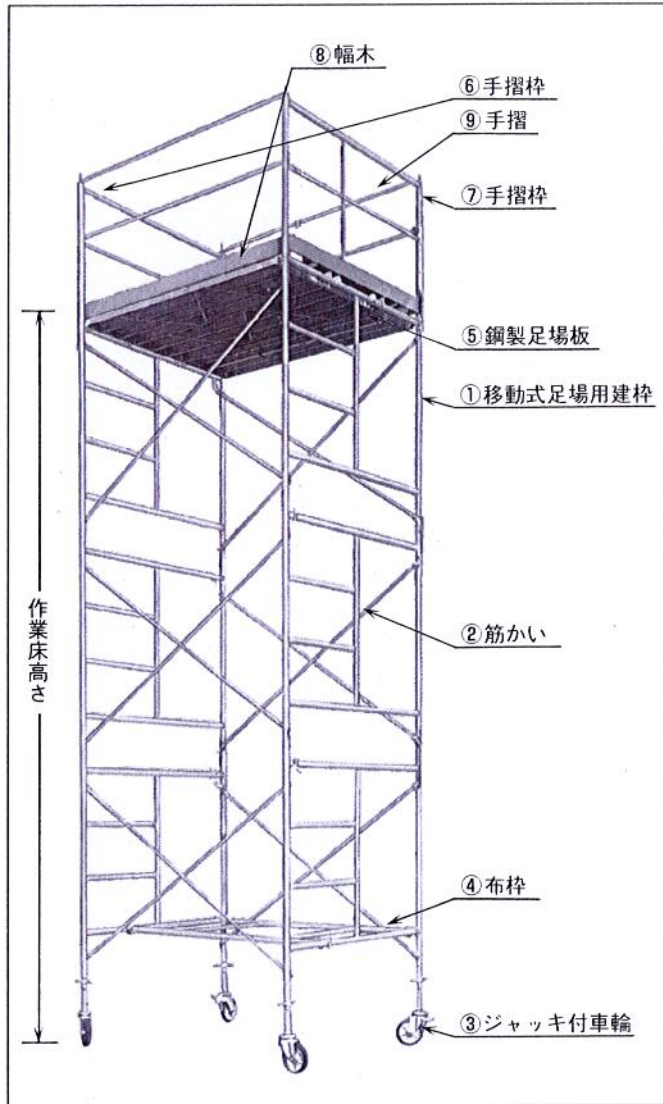 ⑧幅木
⑥手摺枠
⑨手摺
⑦手摺枠
⑤鋼製足場板
①移動式足場用建枠
②筋かい
作業床高さ
④布枠
③ジャッキ付車輪